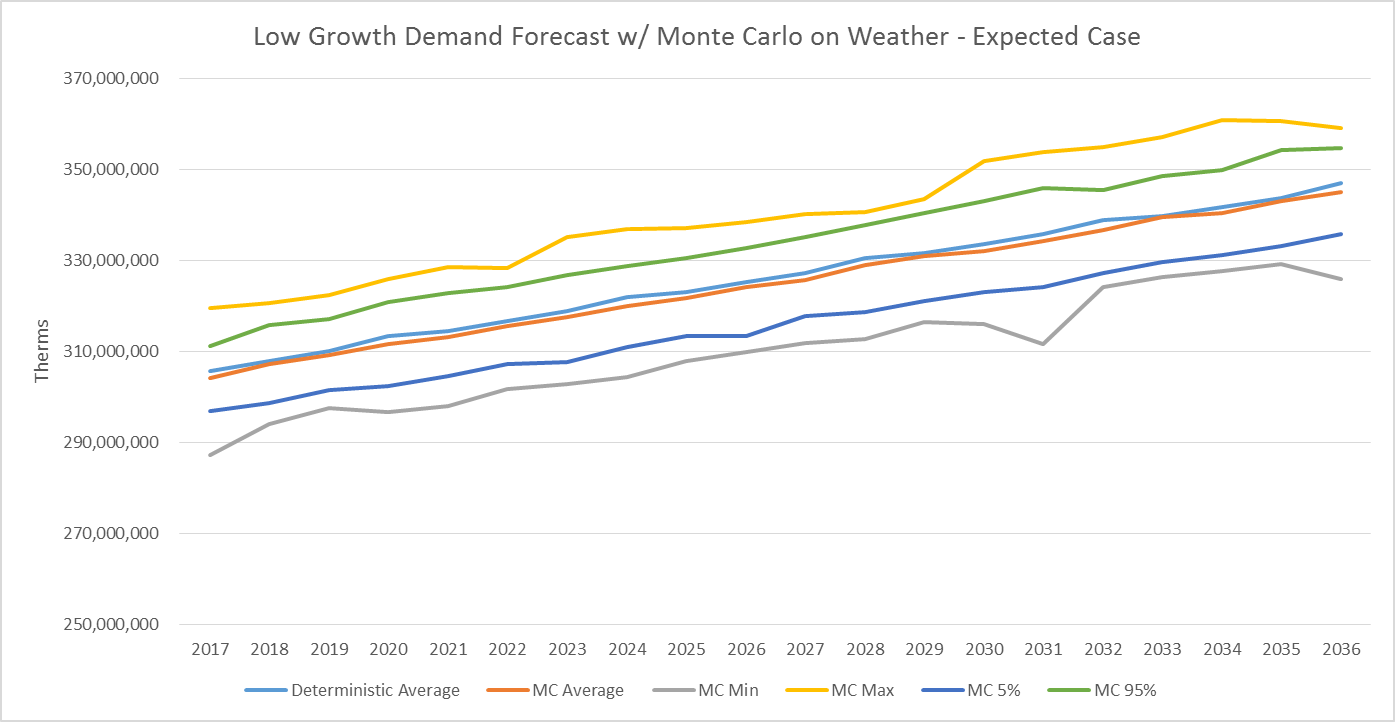 Low Growth Demand Forecast w/ Monte Carlo on Weather - Expected Case
370,000,000
350,000,000
330,000,000
310,000,000
290,000,000
270,000,000
250,000,000
Therms
2017 2018 2019 2020 2021 2022 2023 2024 2025 2026 2027 2028 2029 2030 2031 2032 2033 2034 2035 2036
Deterministic Average MC Average MC Min MC Max MC 5% MC 95%